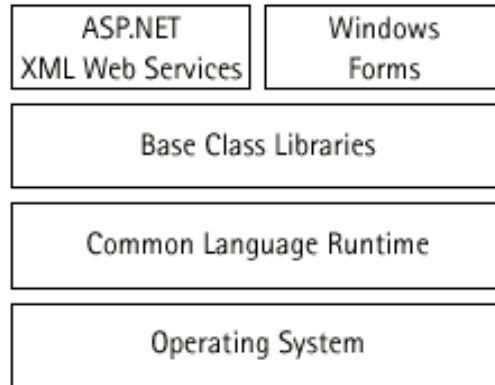 ASP.NET
XML Web Services
Windows
Forms
Base Class Libraries
Common Language Runtime
Operating System